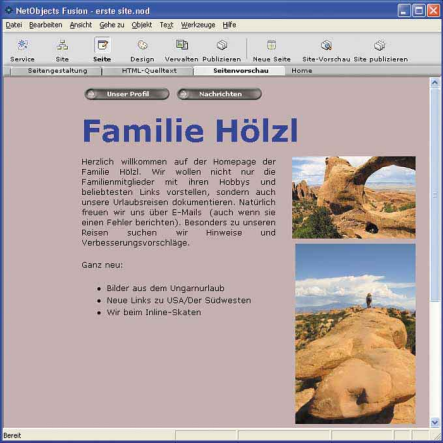 NetObjects Fusion - erste site.nod
Datei Bearbeiten Ansicht Gehe zu Objekt Text Werkzeuge Hilfe
Service Site Seite Design Verwalten Publizieren Neue Seite Site-Vorschau Site publizieren
Seitengestaltung HTML-Quelltext Seitenvorschau Home
Unser Profil Nachrichten
Familie Hölzl
Herzlich willkommen auf der Homepage der
Familie Hölzl. Wir wollen nicht nur die
Familienmitglieder mit ihren Hobbys und
beliebtesten Links vorstellen, sondern auch
unsere Urlaubsreisen dokumentieren. Natürlich
freuen wir uns über E-Mails (auch wenn sie
einen Fehler berichten). Besonders zu unseren
Reisen suchen wir Hinweise und
Verbesserungsvorschläge.
Ganz neu:
• Bilder aus dem Ungarnurlaub
• Neue Links zu USA/Der Südwesten
• Wir beim Inline-Skaten
Bereit